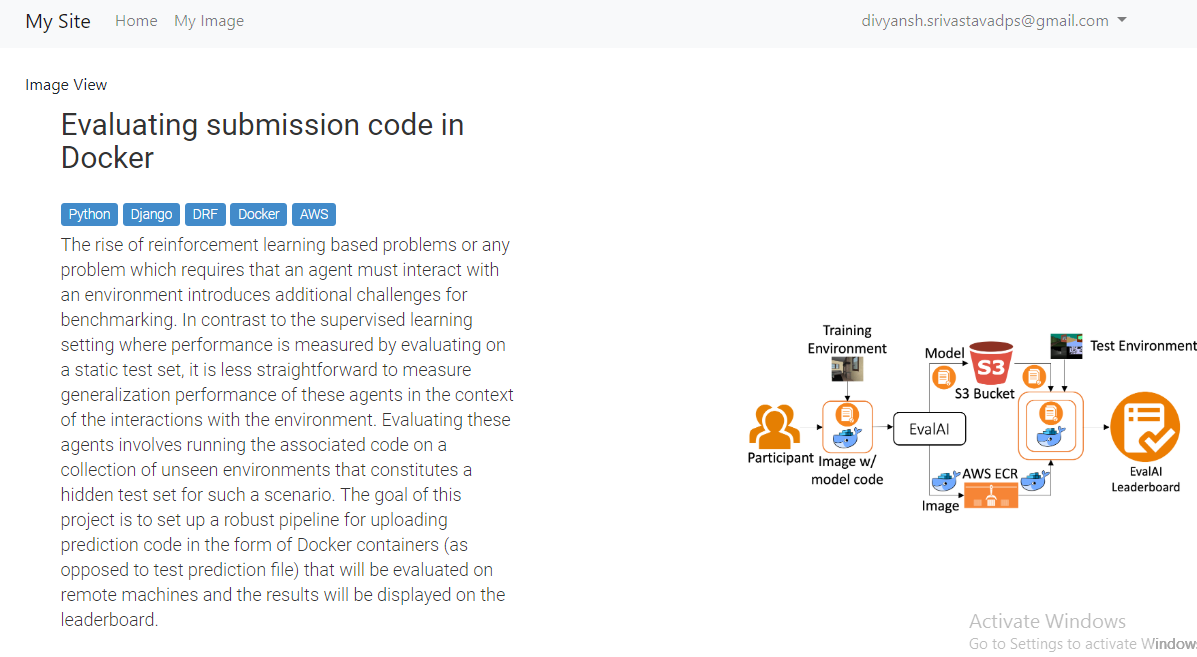 My Site Home My Image divyansh.srivastavadps@gmail.com
Image View
Evaluating submission code in
Docker
Python Django DRF Docker AWS
The rise of reinforcement learning based problems or any
problem which requires that an agent must interact with
an environment introduces additional challenges for
benchmarking. In contrast to the supervised learning
setting where performance is measured by evaluating on
a static test set, it is less straightforward to measure
generalization performance of these agents in the context
of the interactions with the environment. Evaluating these
agents involves running the associated code on a
collection of unseen environments that constitutes a
hidden test set for such a scenario. The goal of this
project is to set up a robust pipeline for uploading
prediction code in the form of Docker containers (as
opposed to test prediction file) that will be evaluated on
remote machines and the results will be displayed on the
leaderboard.
Training
Environment
Participant
Image w/
model code
EvalAI
Model
S3
S3 Bucket
AWS ECR
Image
Test Environment
EvalAI
Leaderboard
Activate Windows
Go to Settings to activate Windows